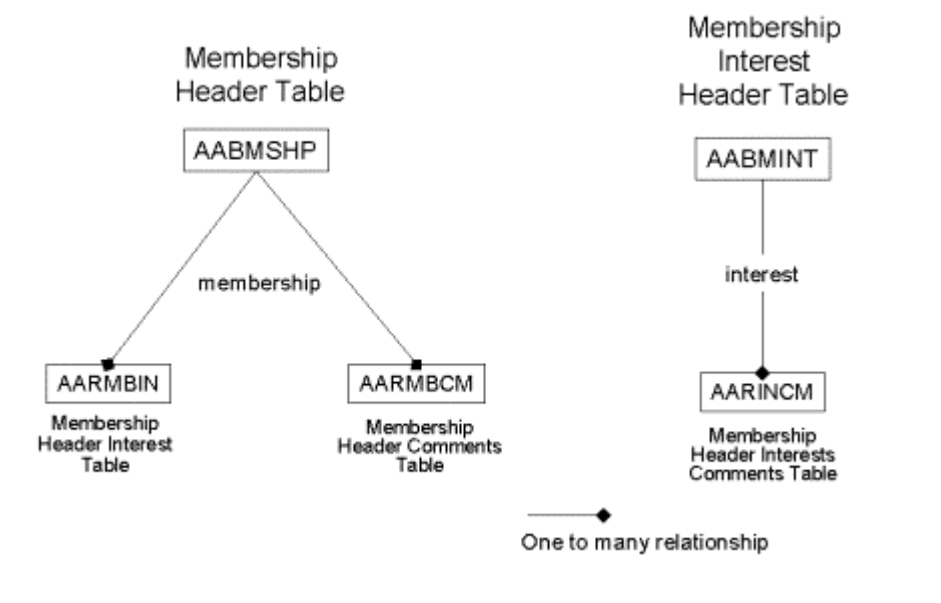 Membership
Header Table
AABMSHP
membership
AARMBIN
Membership
Header Interest
Table
AARMBCM
Membership
Header Comments
Table
Membership
Interest
Header Table
AABMINT
interest
AARINCM
Membership
Header Interests
Comments Table
One to many relationship